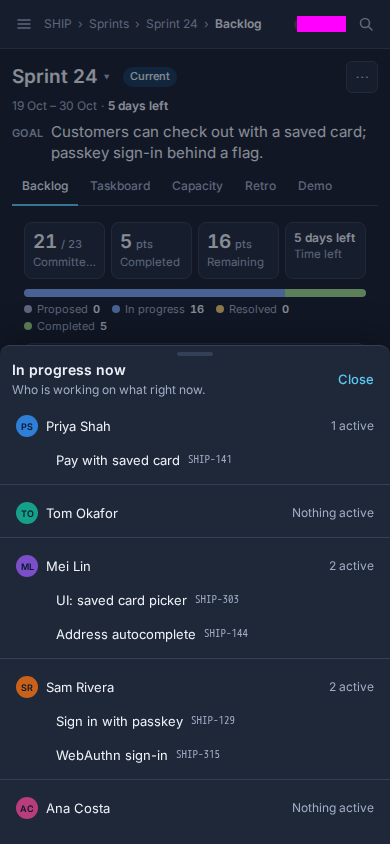 SHIP › Sprints › Sprint 24 › Backlog
Sprint 24 ▾ Current ...
19 Oct – 30 Oct · 5 days left
GOAL Customers can check out with a saved card;
passkey sign-in behind a flag.
Backlog Taskboard Capacity Retro Demo
21 / 23 5 pts 16 pts 5 days left
Committe... Completed Remaining Time left
Proposed 0 In progress 16 Resolved 0
Completed 5
In progress now
Who is working on what right now.
Close
PS Priya Shah 1 active
Pay with saved card SHIP-141
TO Tom Okafor Nothing active
ML Mei Lin 2 active
UI: saved card picker SHIP-303
Address autocomplete SHIP-144
SR Sam Rivera 2 active
Sign in with passkey SHIP-129
WebAuthn sign-in SHIP-315
AC Ana Costa Nothing active